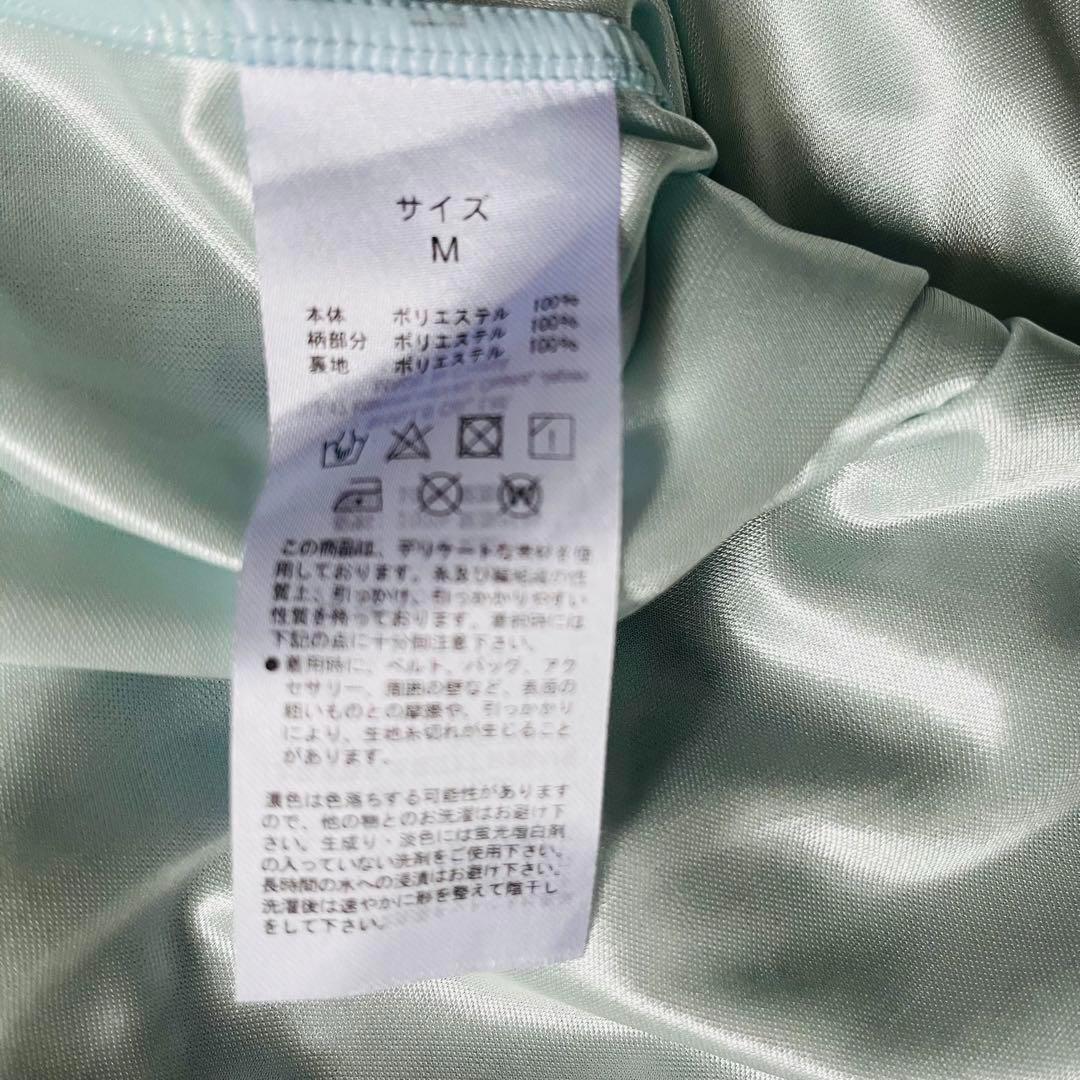 サイズ
M
本体 ポリエステル 100%
柄部分 ポリエステル 100%
裏地 ポリエステル 100%
この商品は、デリケートな素材を使
用しております。糸及び繊組織の性
質上、引っかけ、引っつかかりやすい
性質を持っております。着用時には
下記の点に十分御注意下さい。
●着用時に、ベルト、バッグ、アク
セサリー、周囲の壁など、表面の
粗いものとの摩擦や、引っかかり
により、生地糸切れが生じること
があります。
濃色は色落ちする可能性があります
ので、他の物とのお洗濯はお避け下
さい。生成り・淡色には蛍光増白剤
の入っていない洗剤をご使用下さい。
長時間の水への浸漬はお避け下さい。
洗濯後は速やかに形を整えて陰干し
をして下さい。